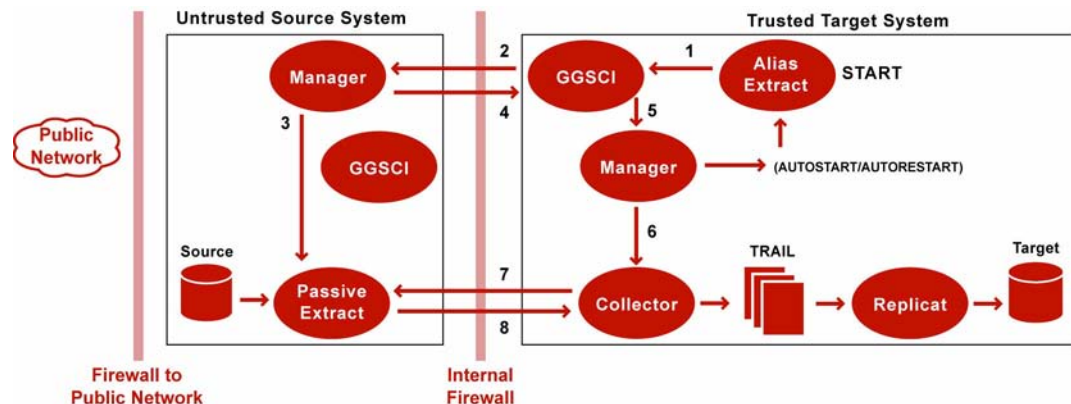 Untrusted Source System
Trusted Target System
Public
Network
Manager
2
4
3
GGSCI
GGSCI
1
Alias
Extract
START
5
Manager
(AUTOSTART/AUTORESTART)
6
Source
Passive
Extract
7
8
Collector
TRAIL
Replicat
Target
Firewall to
Public Network
Internal
Firewall